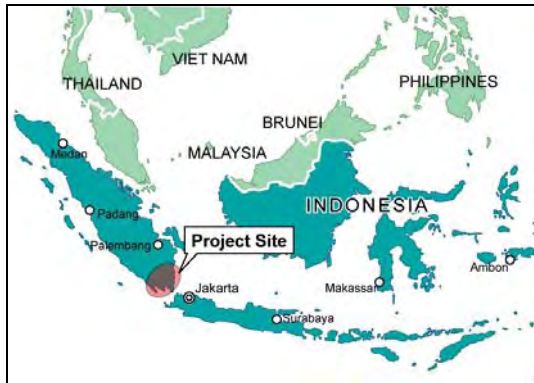 VIET NAM
THAILAND
PHILIPPINES
BRUNEI
Medan
MALAYSIA
INDONESIA
Padang
Palembang
Project Site
Ambon
Jakarta
Makassar
Surabaya